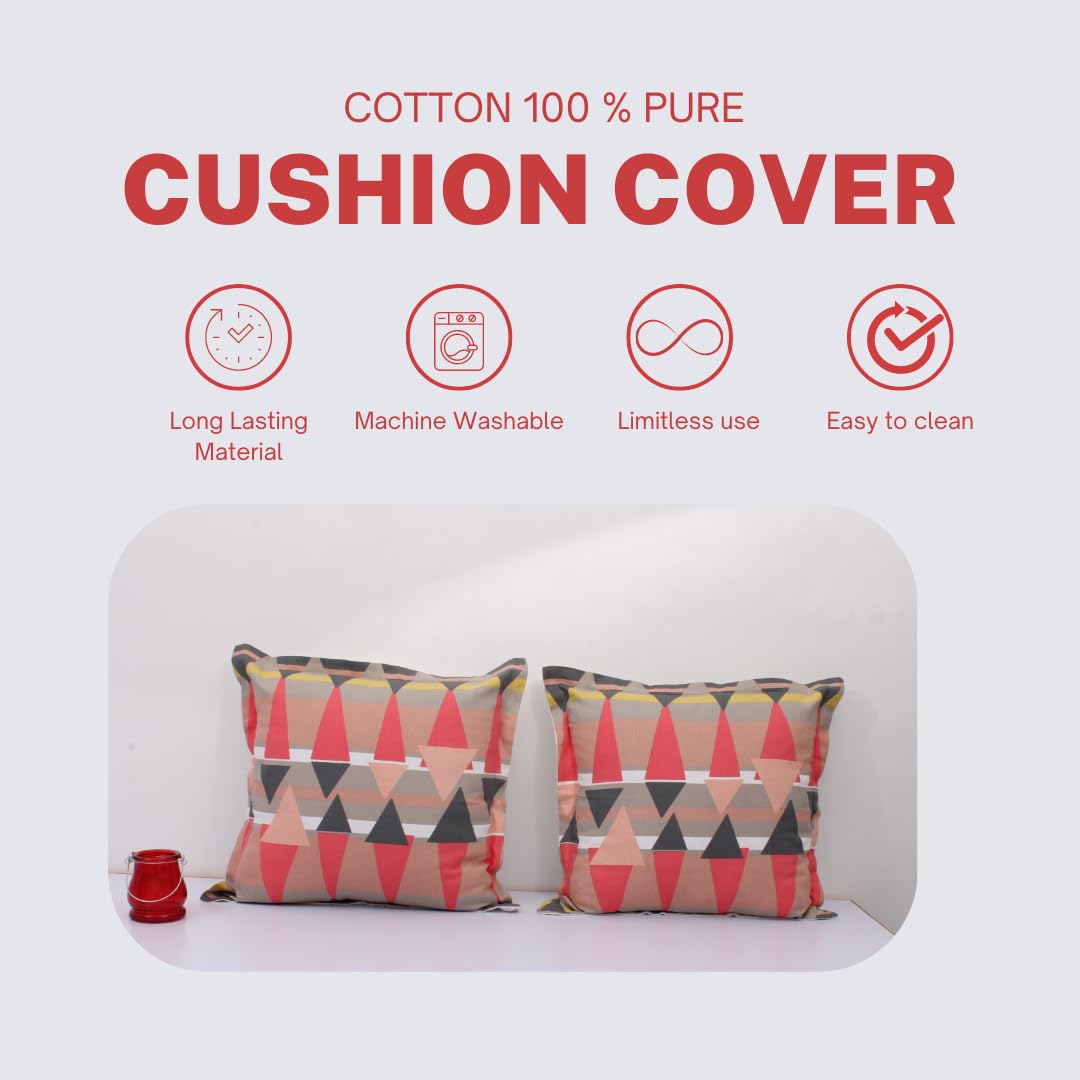 COTTON 100 % PURE
CUSHION COVER
Long Lasting
Material
Machine Washable
Limitless use
Easy to clean